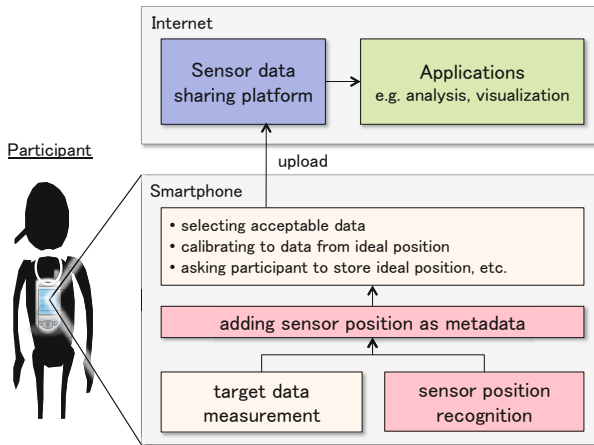 Internet
Sensor data
sharing platform
Applications
e.g. analysis, visualization
Participant
upload
Smartphone
• selecting acceptable data
• calibrating to data from ideal position
• asking participant to store ideal position, etc.
adding sensor position as metadata
target data
measurement
sensor position
recognition